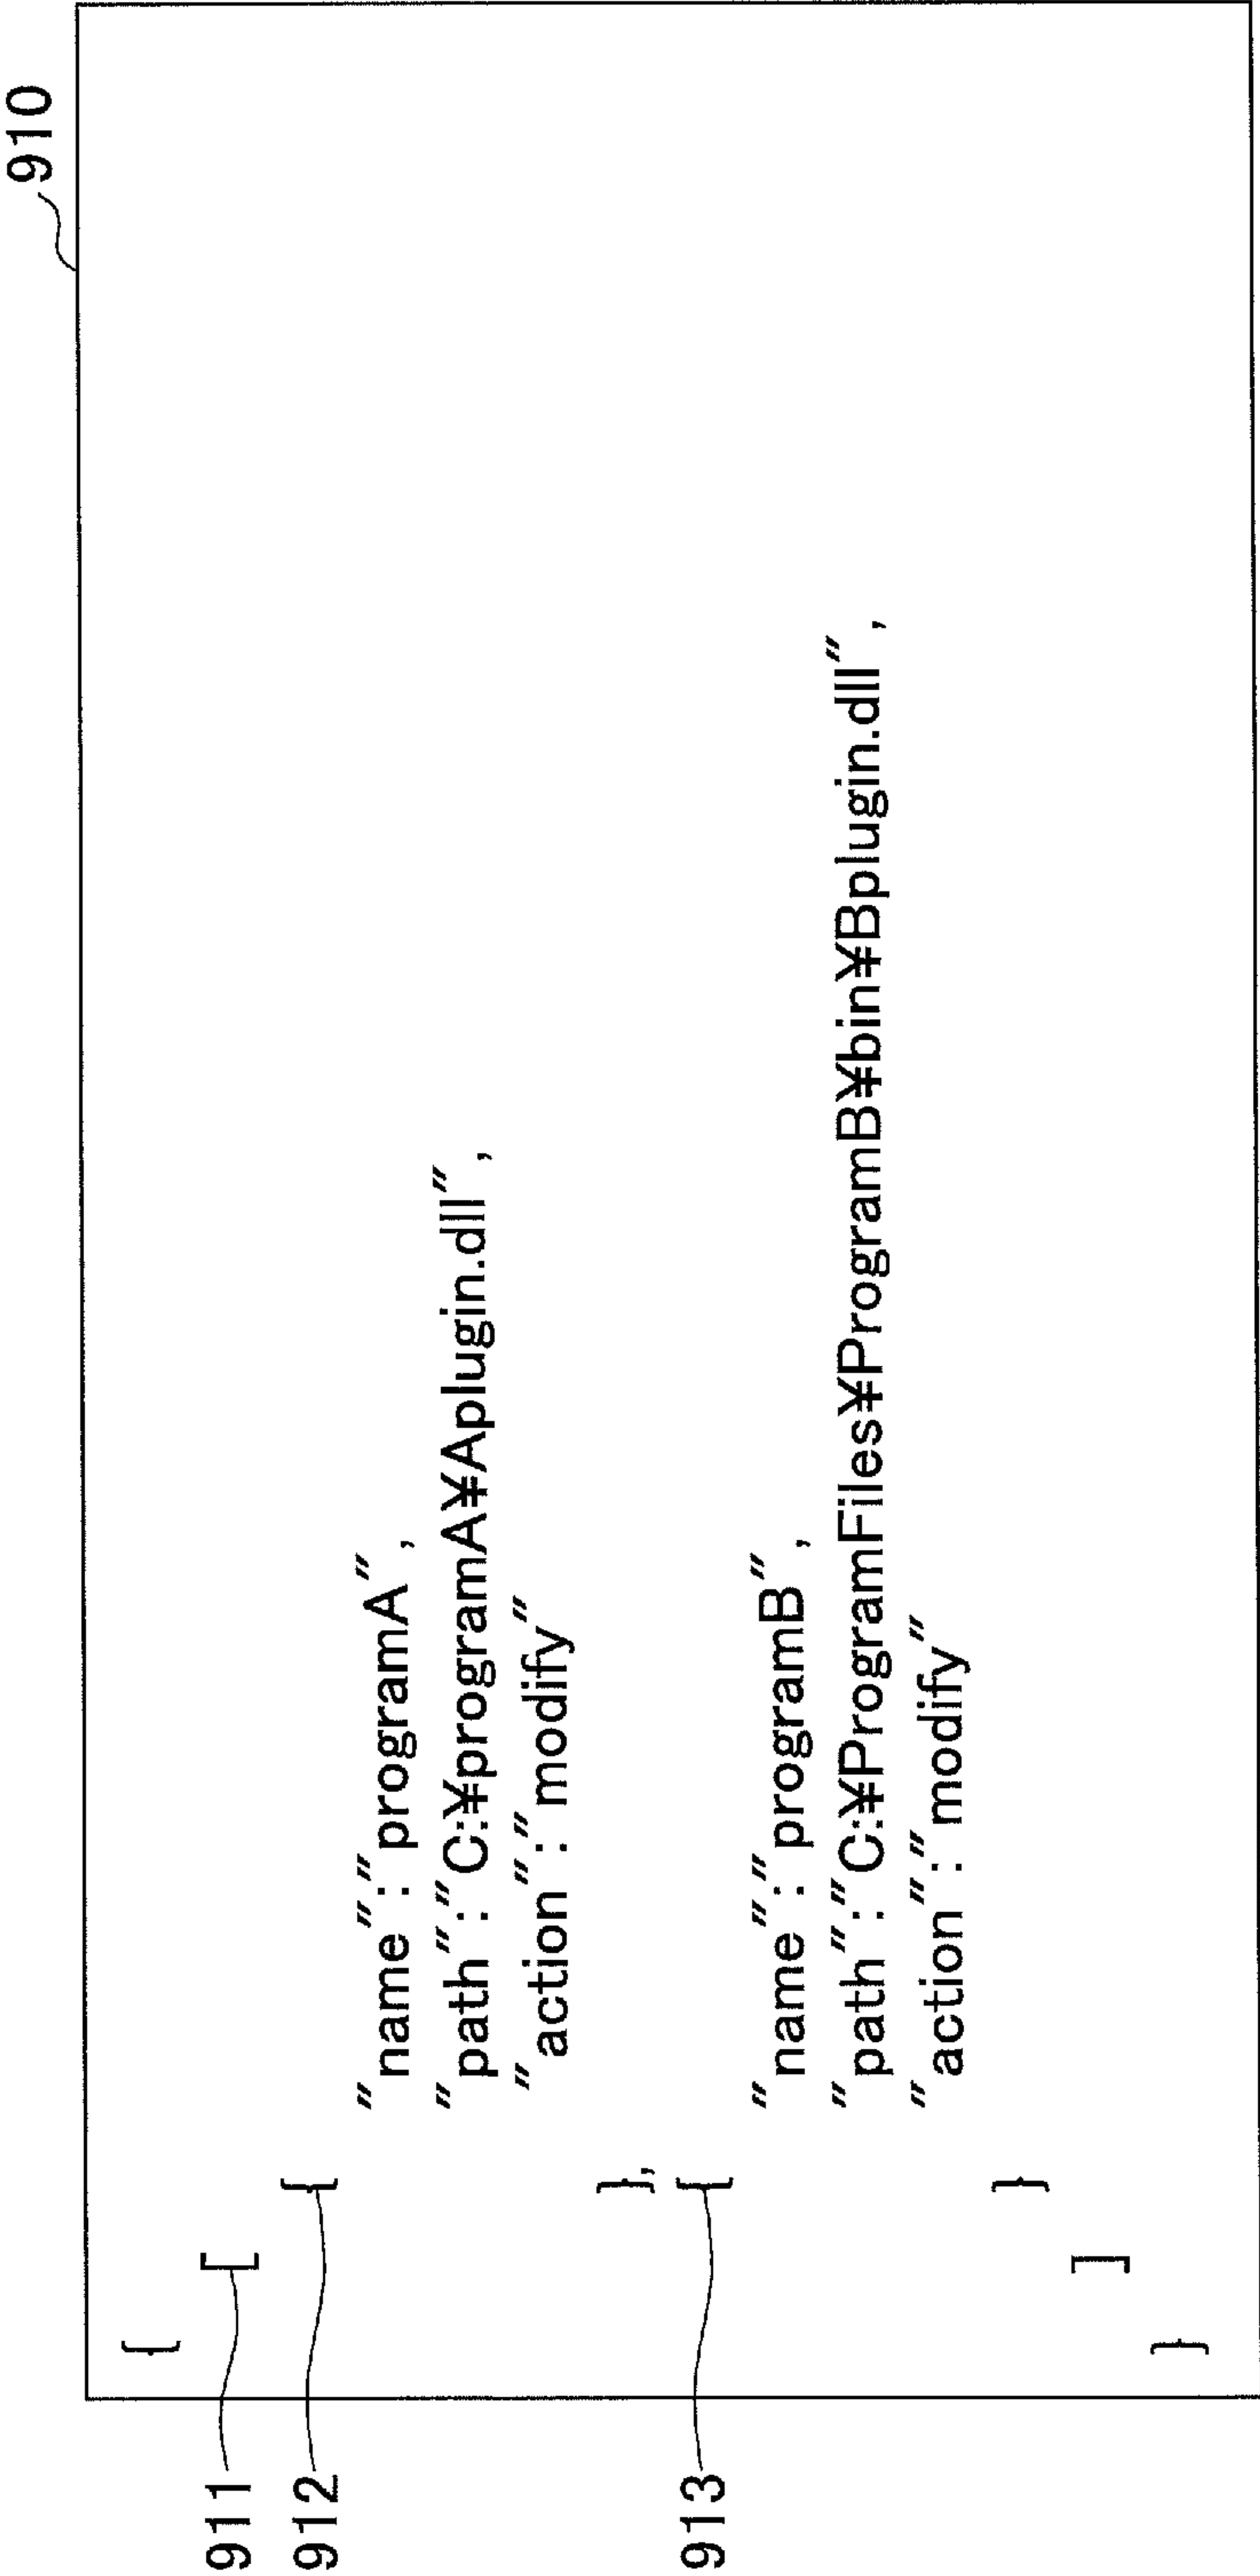 910
{
911 [
912 {
"name":"programA",
"path":"C:¥programA¥Aplugin.dll",
"action":"modify"
},
913 {
"name":"programB",
"path":"C:¥ProgramFiles¥ProgramB¥bin¥Bplugin.dll",
"action":"modify"
}
]
}